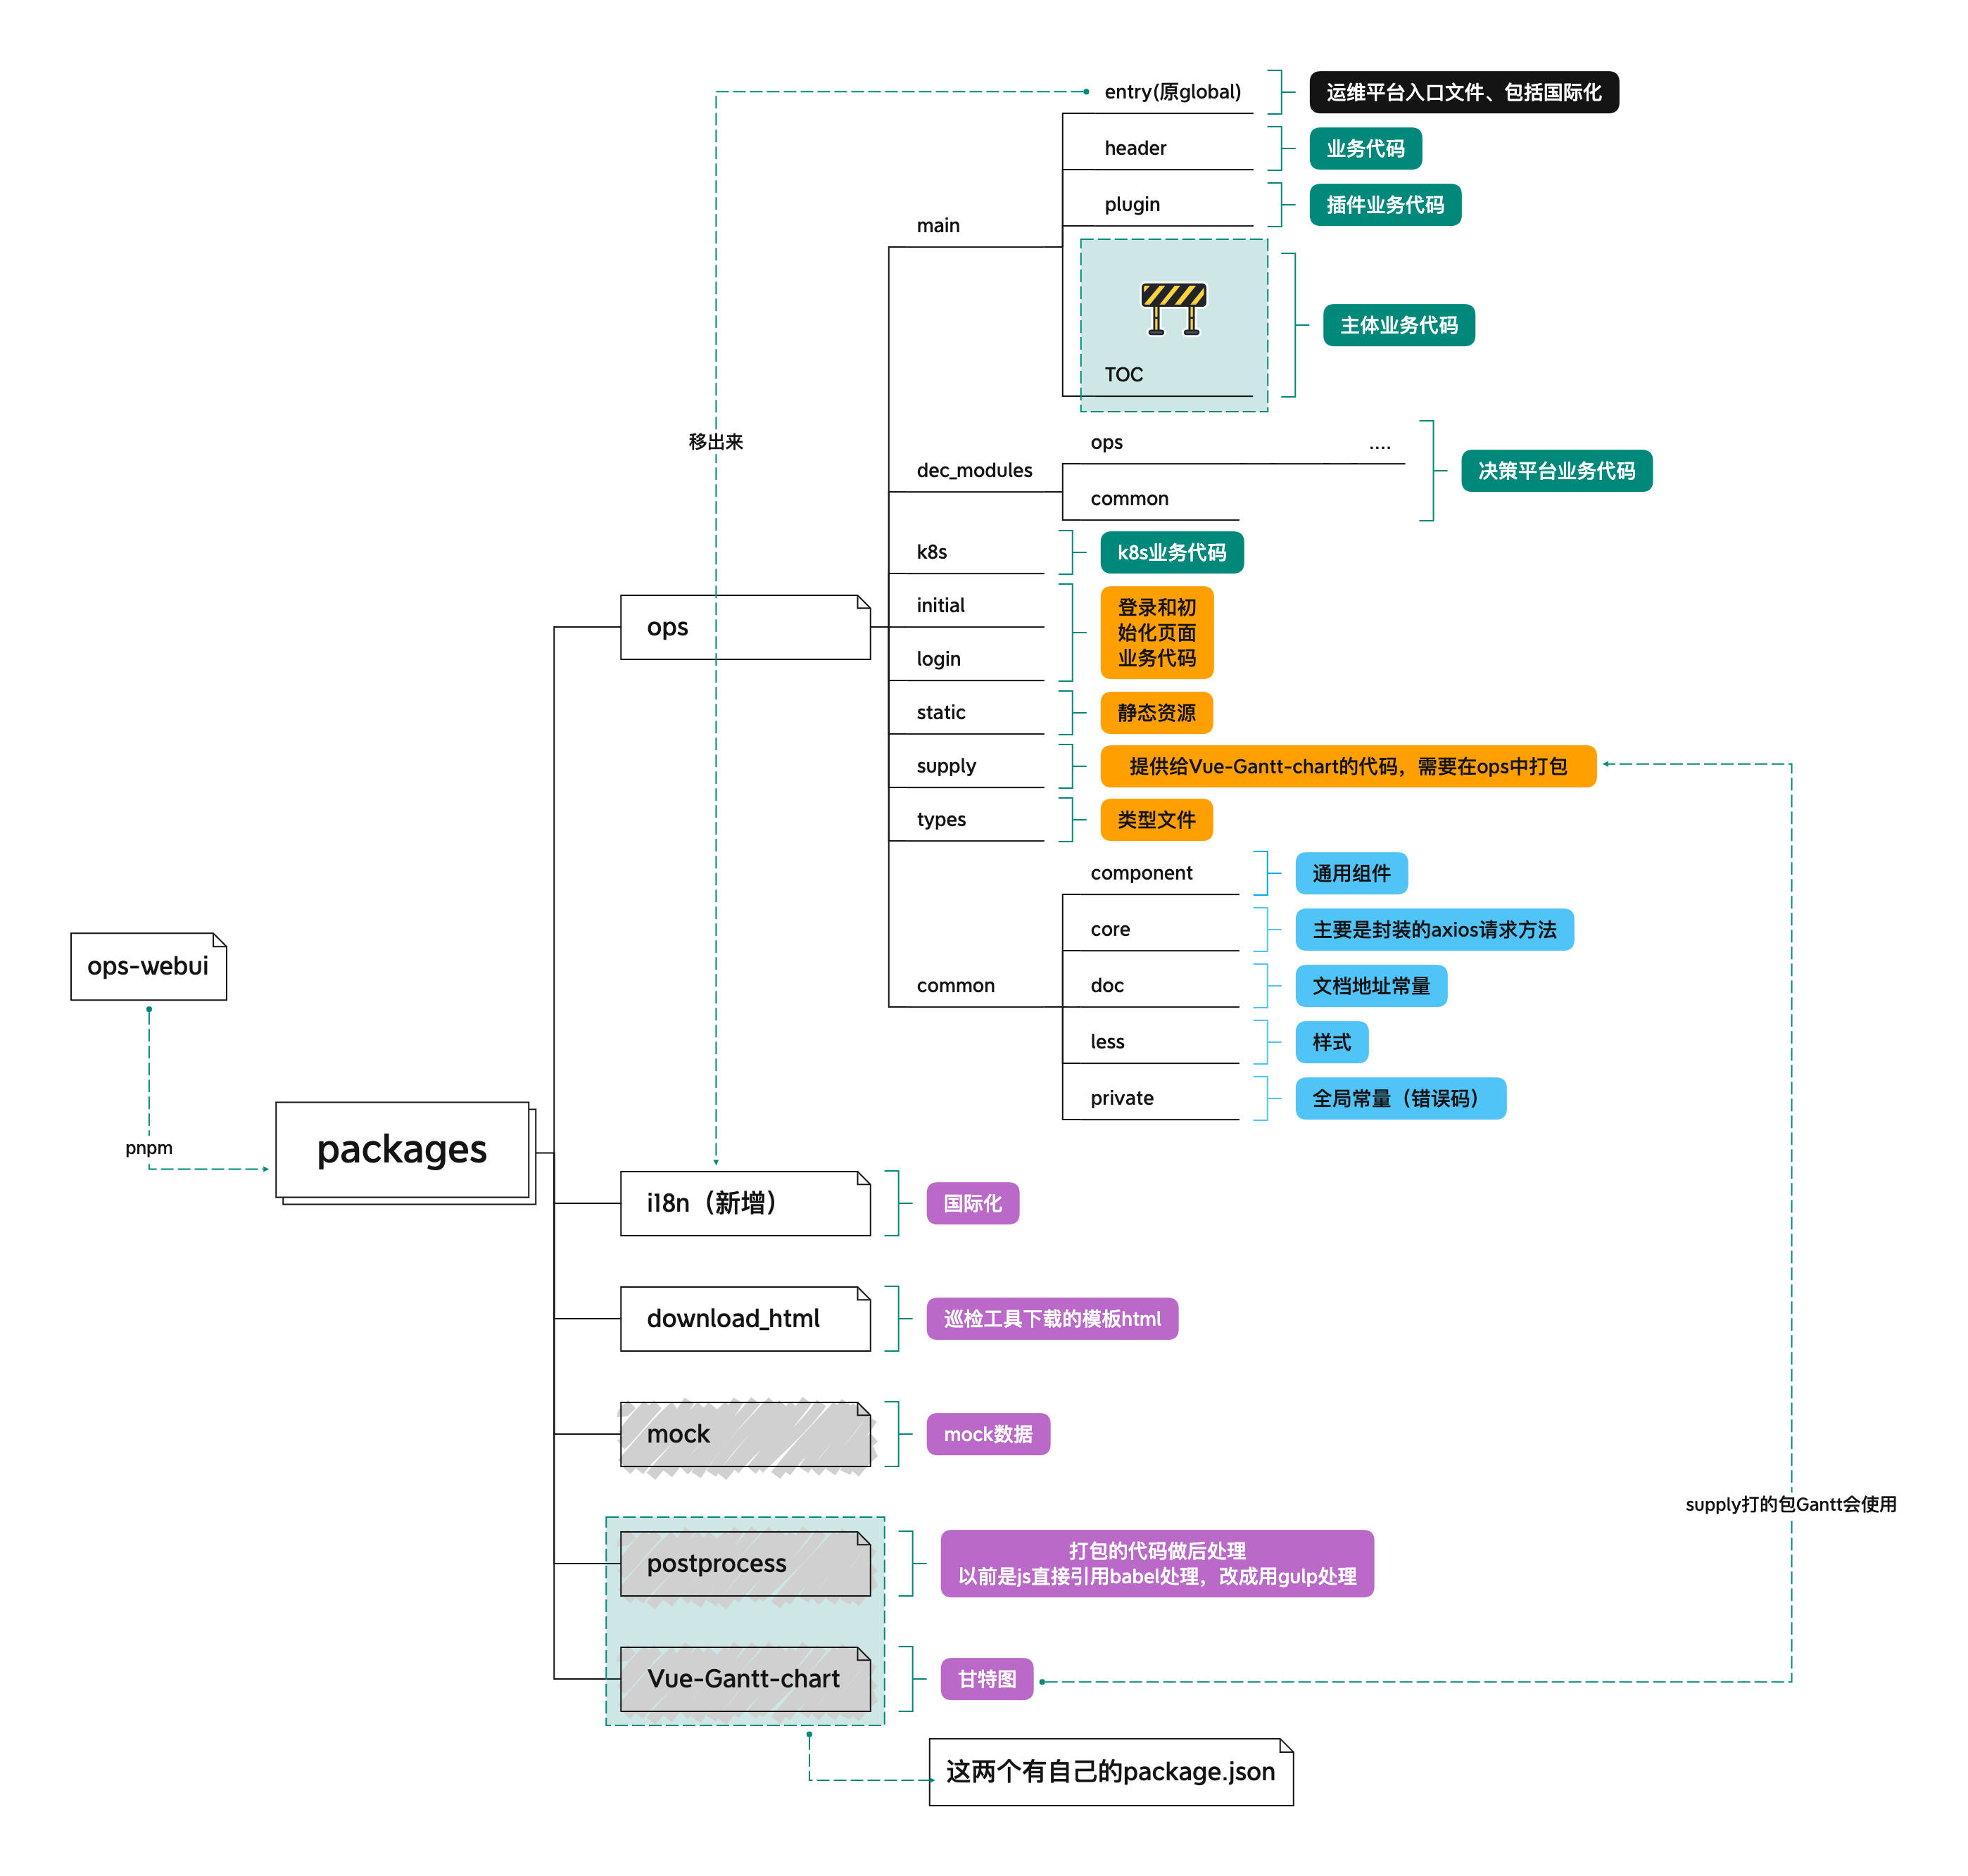 entry(原global)
运维平台入口文件、包括国际化
header
业务代码
plugin
插件业务代码
main
主体业务代码
TOC
移出来
ops
....
dec_modules
决策平台业务代码
common
k8s
k8s业务代码
ops
initial
登录和初
始化页面
业务代码
login
static
静态资源
supply
提供给Vue-Gantt-chart的代码，需要在ops中打包
types
类型文件
component
通用组件
core
主要是封装的axios请求方法
ops-webui
common
doc
文档地址常量
less
样式
private
全局常量（错误码）
pnpm
packages
i18n（新增）
国际化
download_html
巡检工具下载的模板html
mock
mock数据
supply打的包Gantt会使用
postprocess
打包的代码做后处理
以前是js直接引用babel处理，改成用gulp处理
Vue-Gantt-chart
甘特图
这两个有自己的package.json